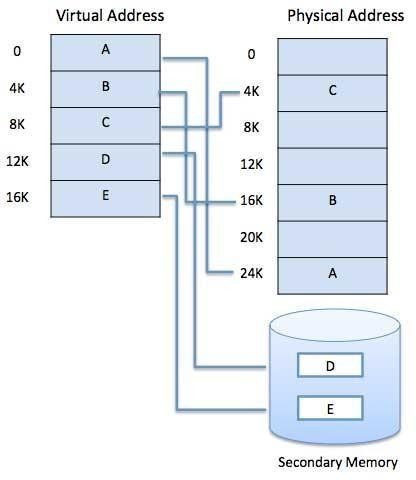 Virtual Address
Physical Address
0
A
4K
B
8K
C
12K
D
16K
E
0
4K
C
8K
12K
16K
B
20K
24K
A
D
E
Secondary Memory